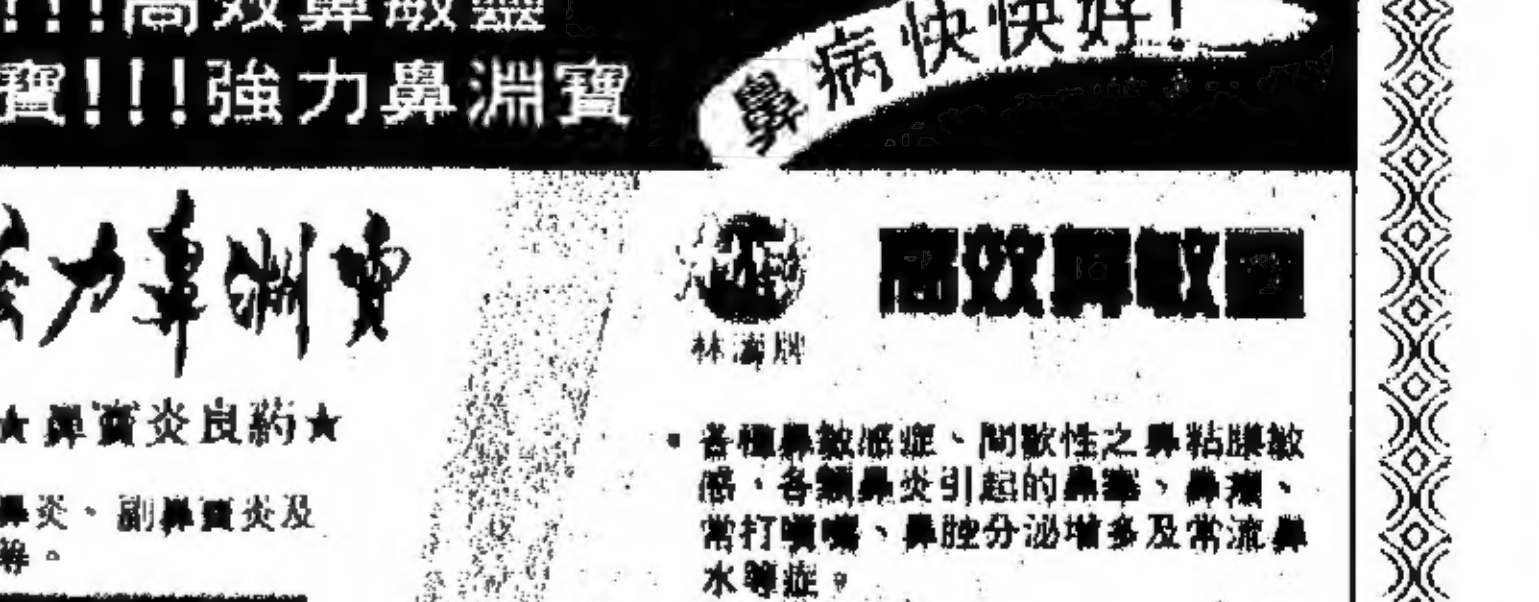 !!!高效鼻敏靈
寶!!!強力鼻淵寶
鼻病快快好!
力鼻淵寶
★鼻竇炎良葯★
鼻炎、副鼻竇炎及
等。
林濤牌
高效鼻敏靈
各種鼻敏感症、間歇性之鼻粘膜敏
感，各類鼻炎引起的鼻塞、鼻癢、
常打噴嚏、鼻腔分泌增多及常流鼻
水等症。